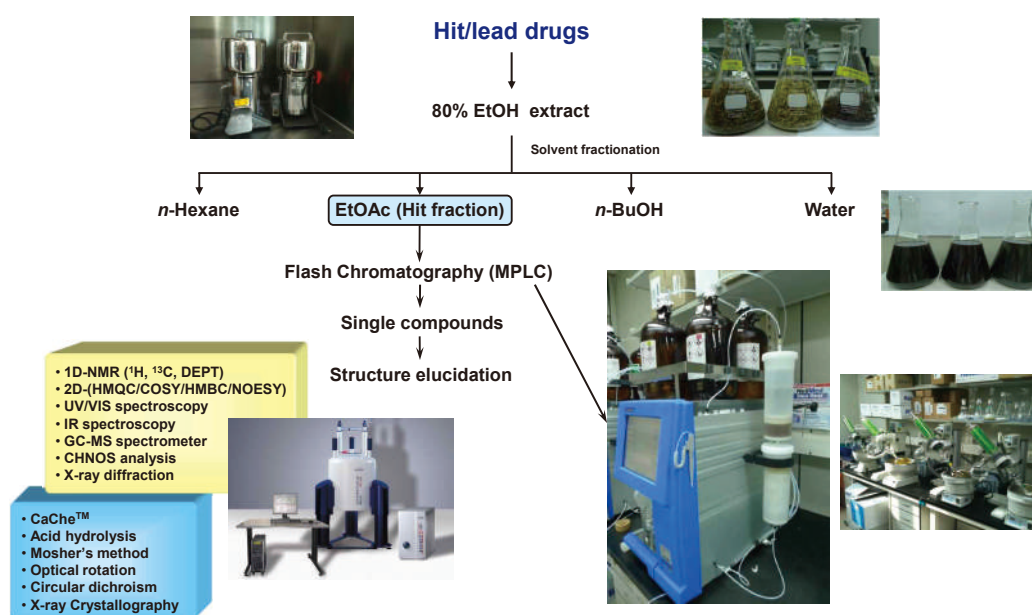 Hit/lead drugs
80% EtOH extract
Solvent fractionation
n-Hexane
EtOAc (Hit fraction)
n-BuOH
Water
Flash Chromatography (MPLC)
Single compounds
Structure elucidation
• 1D-NMR (¹H, ¹³C, DEPT)
• 2D-(HMQC/COSY/HMBC/NOESY)
• UV/VIS spectroscopy
• IR spectroscopy
• GC-MS spectrometer
• CHNOS analysis
• X-ray diffraction
• CaChe™
• Acid hydrolysis
• Mosher's method
• Optical rotation
• Circular dichroism
• X-ray Crystallography